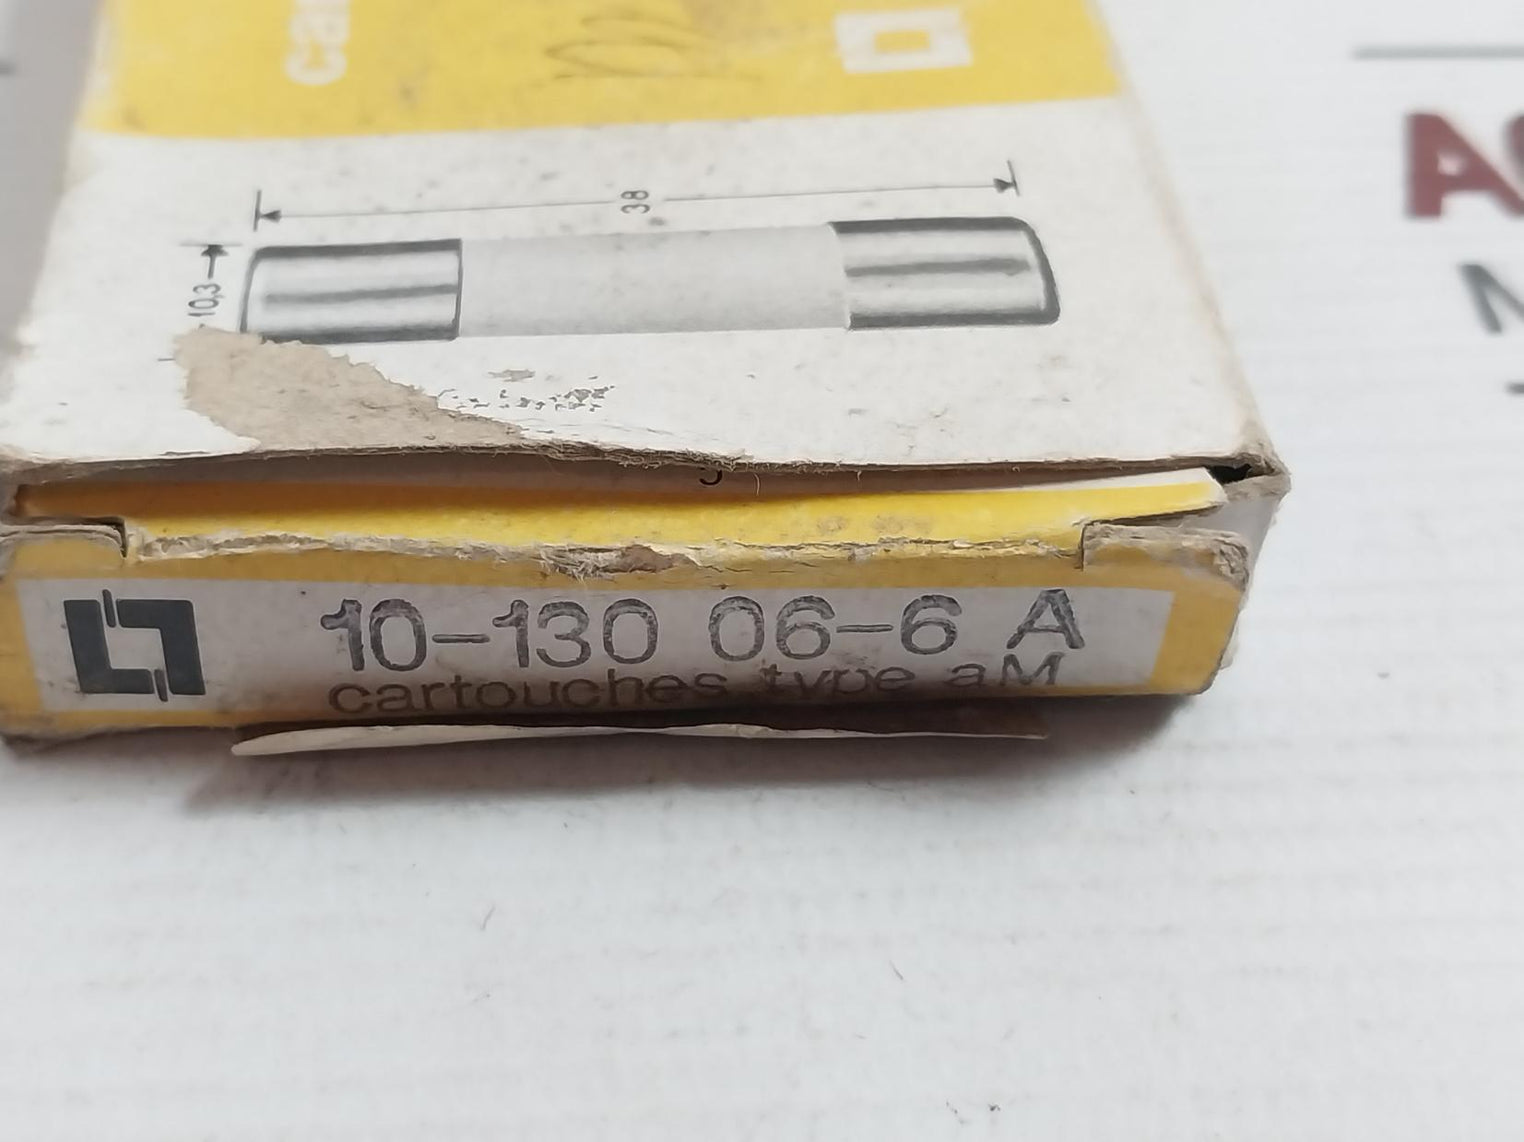 38
10,3
10-130 06-6 A
cartouches type aM